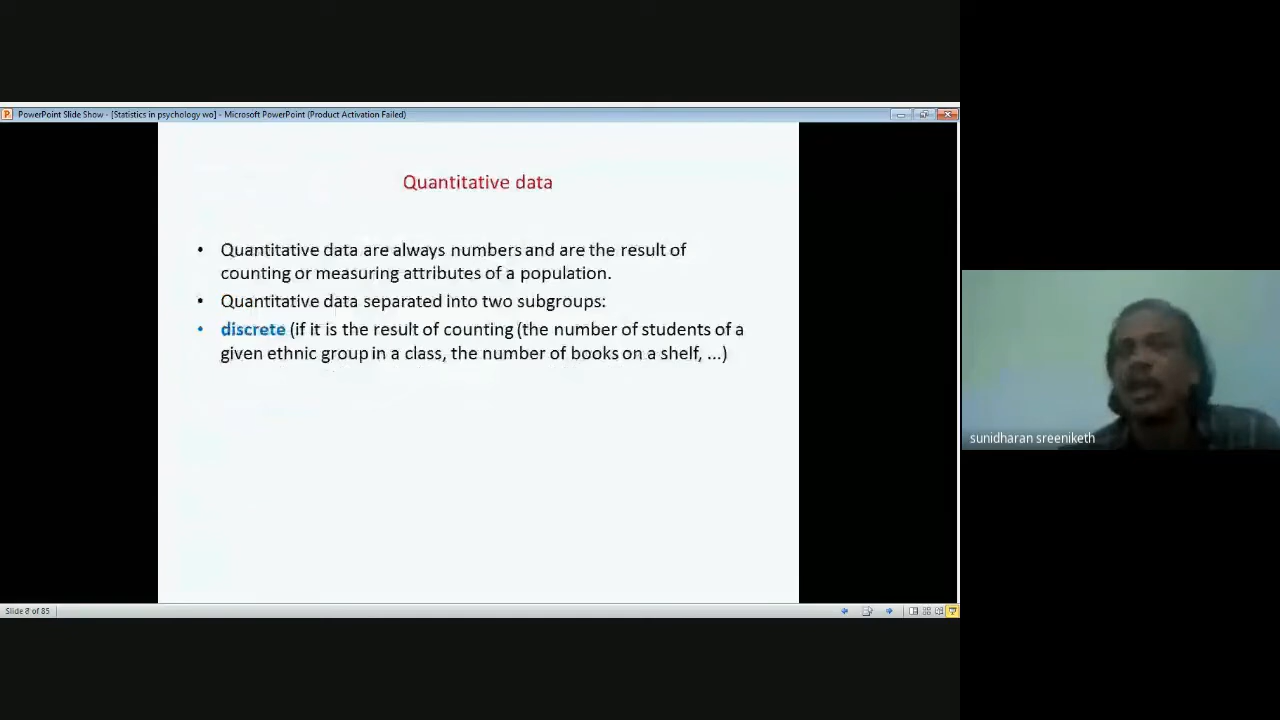 PowerPoint Slide Show - [Statistics in psychology wo] - Microsoft PowerPoint (Product Activation Failed)
Quantitative data
• Quantitative data are always numbers and are the result of
counting or measuring attributes of a population.
• Quantitative data separated into two subgroups:
• discrete (if it is the result of counting (the number of students of a
given ethnic group in a class, the number of books on a shelf, ...)
sunidharan sreeniketh
Slide 8 of 85